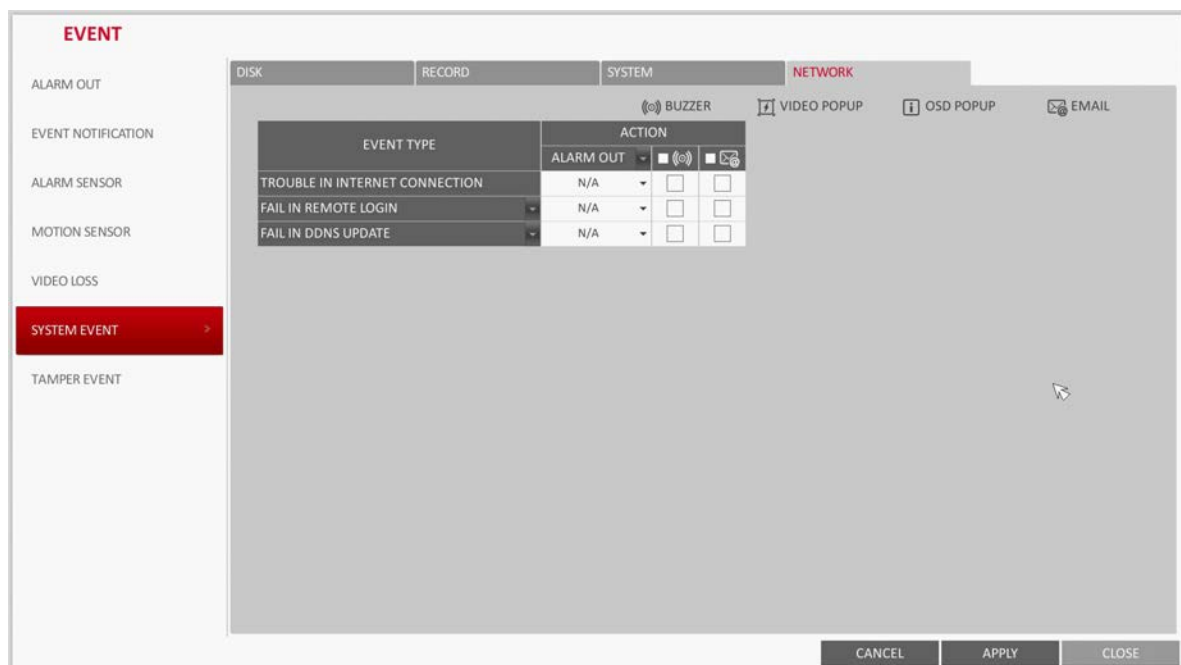 EVENT
ALARM OUT
EVENT NOTIFICATION
ALARM SENSOR
MOTION SENSOR
VIDEO LOSS
SYSTEM EVENT >
TAMPER EVENT
DISK RECORD SYSTEM NETWORK
BUZZER VIDEO POPUP OSD POPUP EMAIL
EVENT TYPE ACTION
ALARM OUT
TROUBLE IN INTERNET CONNECTION N/A
FAIL IN REMOTE LOGIN N/A
FAIL IN DDNS UPDATE N/A
CANCEL APPLY CLOSE